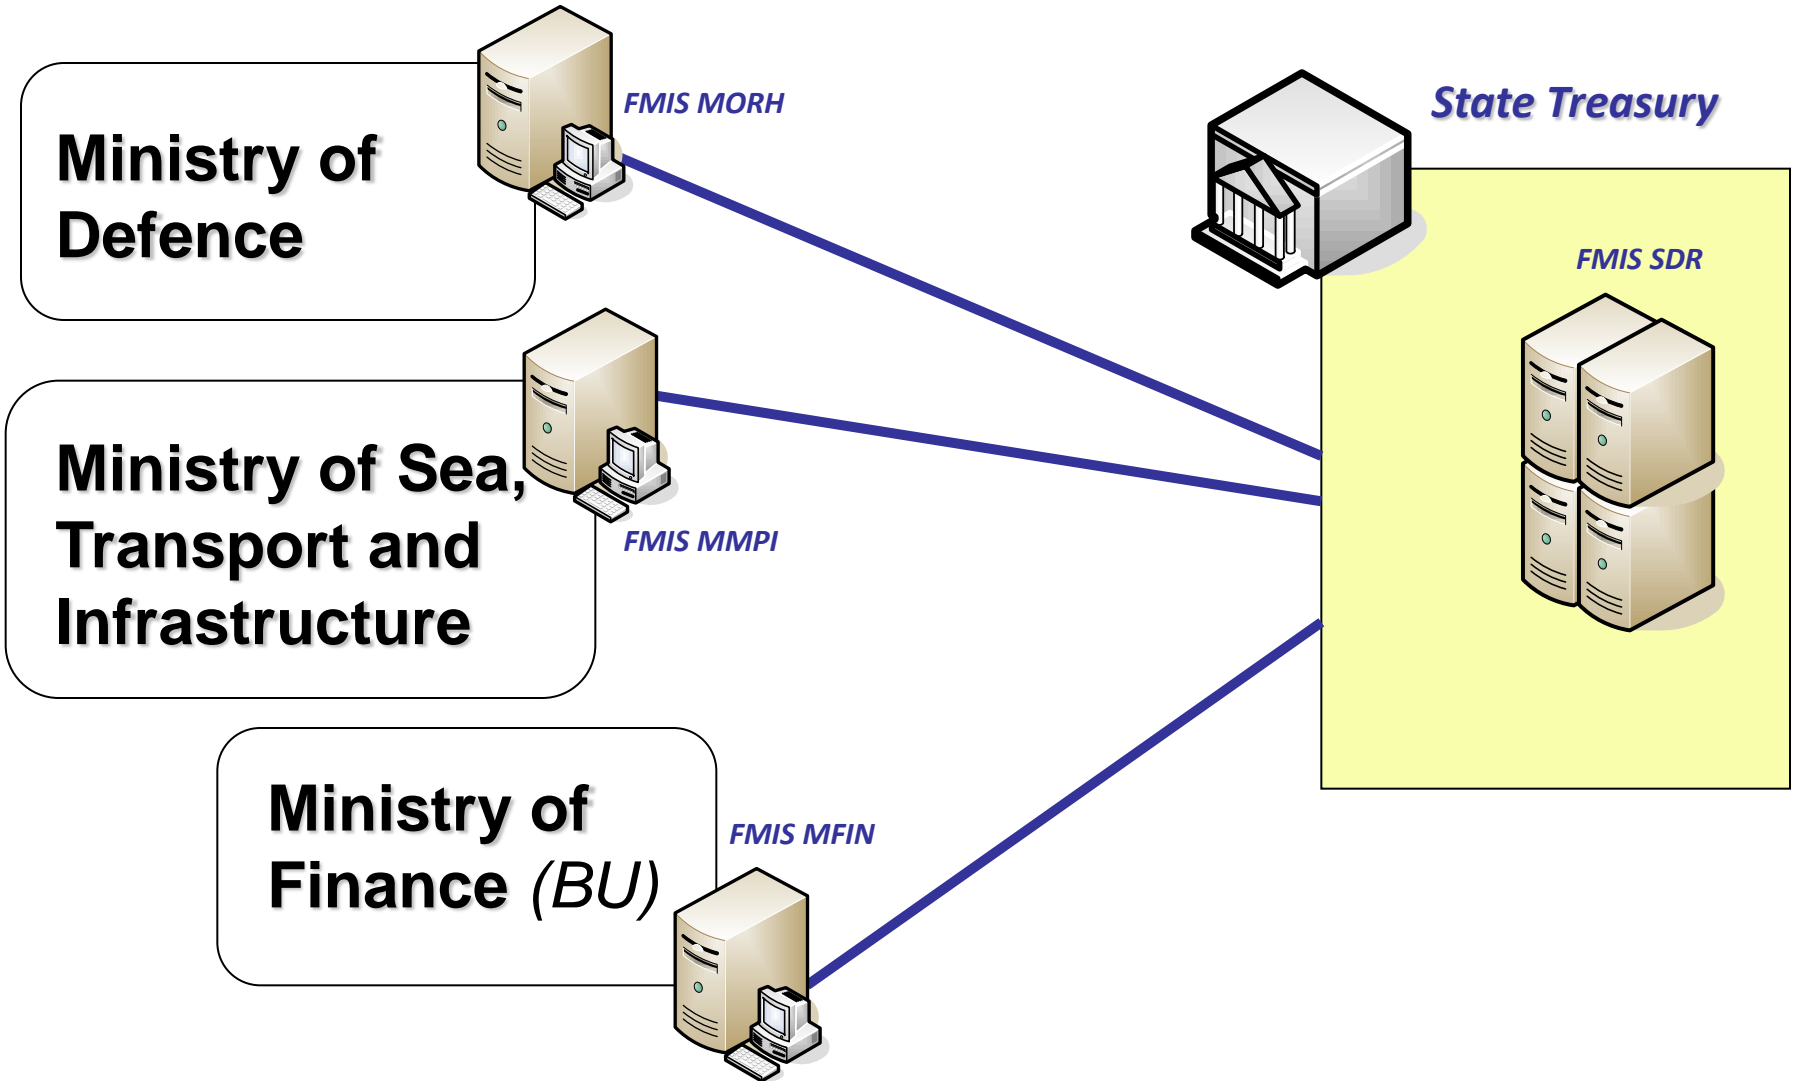 Ministry of
Defence
FMIS MORH
State Treasury
FMIS SDR
Ministry of Sea,
Transport and
Infrastructure
FMIS MMPI
Ministry of
Finance (BU)
FMIS MFIN